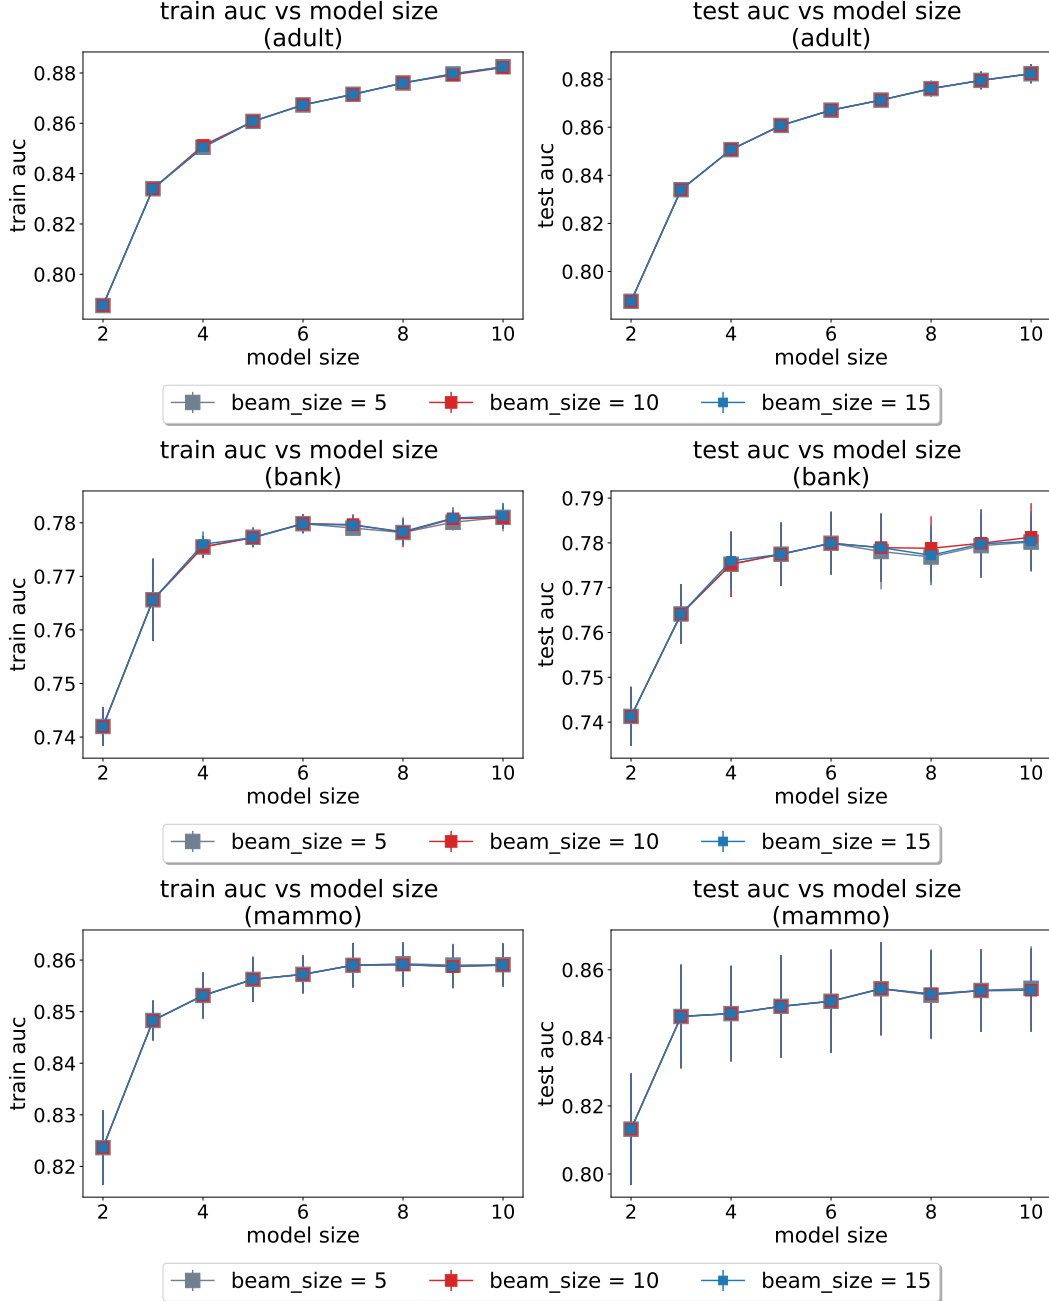 train auc vs model size
(adult)
test auc vs model size
(adult)
train auc
0.88
0.86
0.84
0.82
0.80
2 4 6 8 10
model size
test auc
0.88
0.86
0.84
0.82
0.80
2 4 6 8 10
model size
beam_size = 5 beam_size = 10 beam_size = 15
train auc vs model size
(bank)
test auc vs model size
(bank)
train auc
0.78
0.77
0.76
0.75
0.74
2 4 6 8 10
model size
test auc
0.79
0.78
0.77
0.76
0.75
0.74
2 4 6 8 10
model size
beam_size = 5 beam_size = 10 beam_size = 15
train auc vs model size
(mammo)
test auc vs model size
(mammo)
train auc
0.86
0.85
0.84
0.83
0.82
2 4 6 8 10
model size
test auc
0.86
0.84
0.82
0.80
2 4 6 8 10
model size
beam_size = 5 beam_size = 10 beam_size = 15